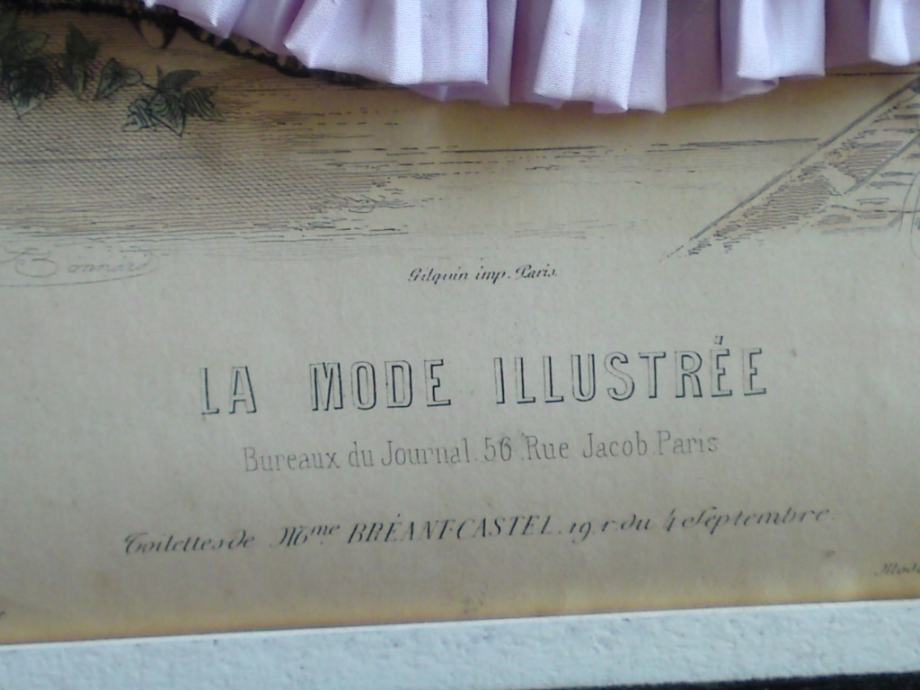 Bonnard
Gilquin imp. Paris.
LA MODE ILLUSTRÉE
Bureaux du Journal. 56. Rue Jacob. Paris
Toilettes de Mme BRÉANT-CASTEL. 19. r. du 4 Septembre.